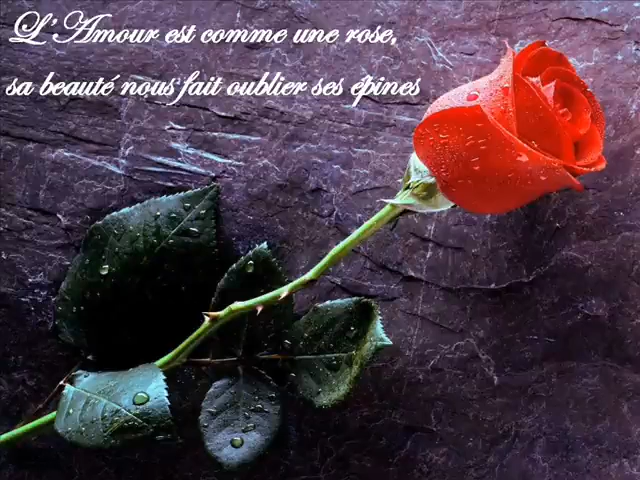 L'Amour est comme une rose,
sa beauté nous fait oublier ses épines